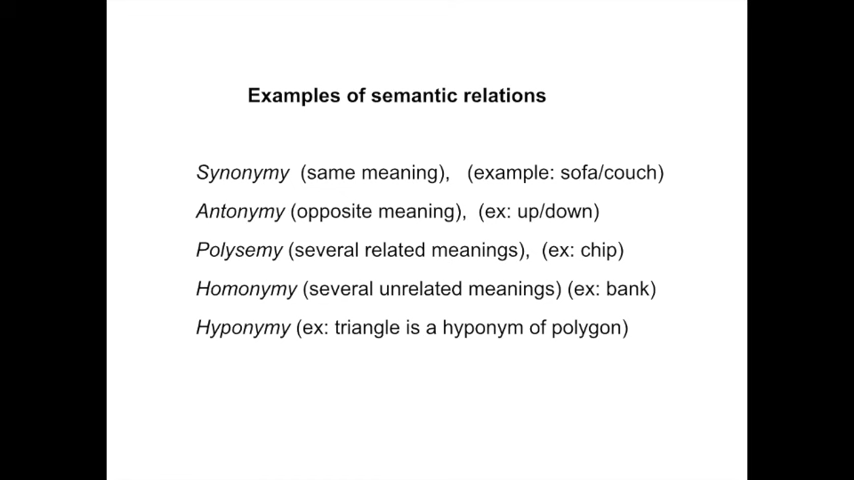 Examples of semantic relations
Synonymy (same meaning), (example: sofa/couch)
Antonymy (opposite meaning), (ex: up/down)
Polysemy (several related meanings), (ex: chip)
Homonymy (several unrelated meanings) (ex: bank)
Hyponymy (ex: triangle is a hyponym of polygon)